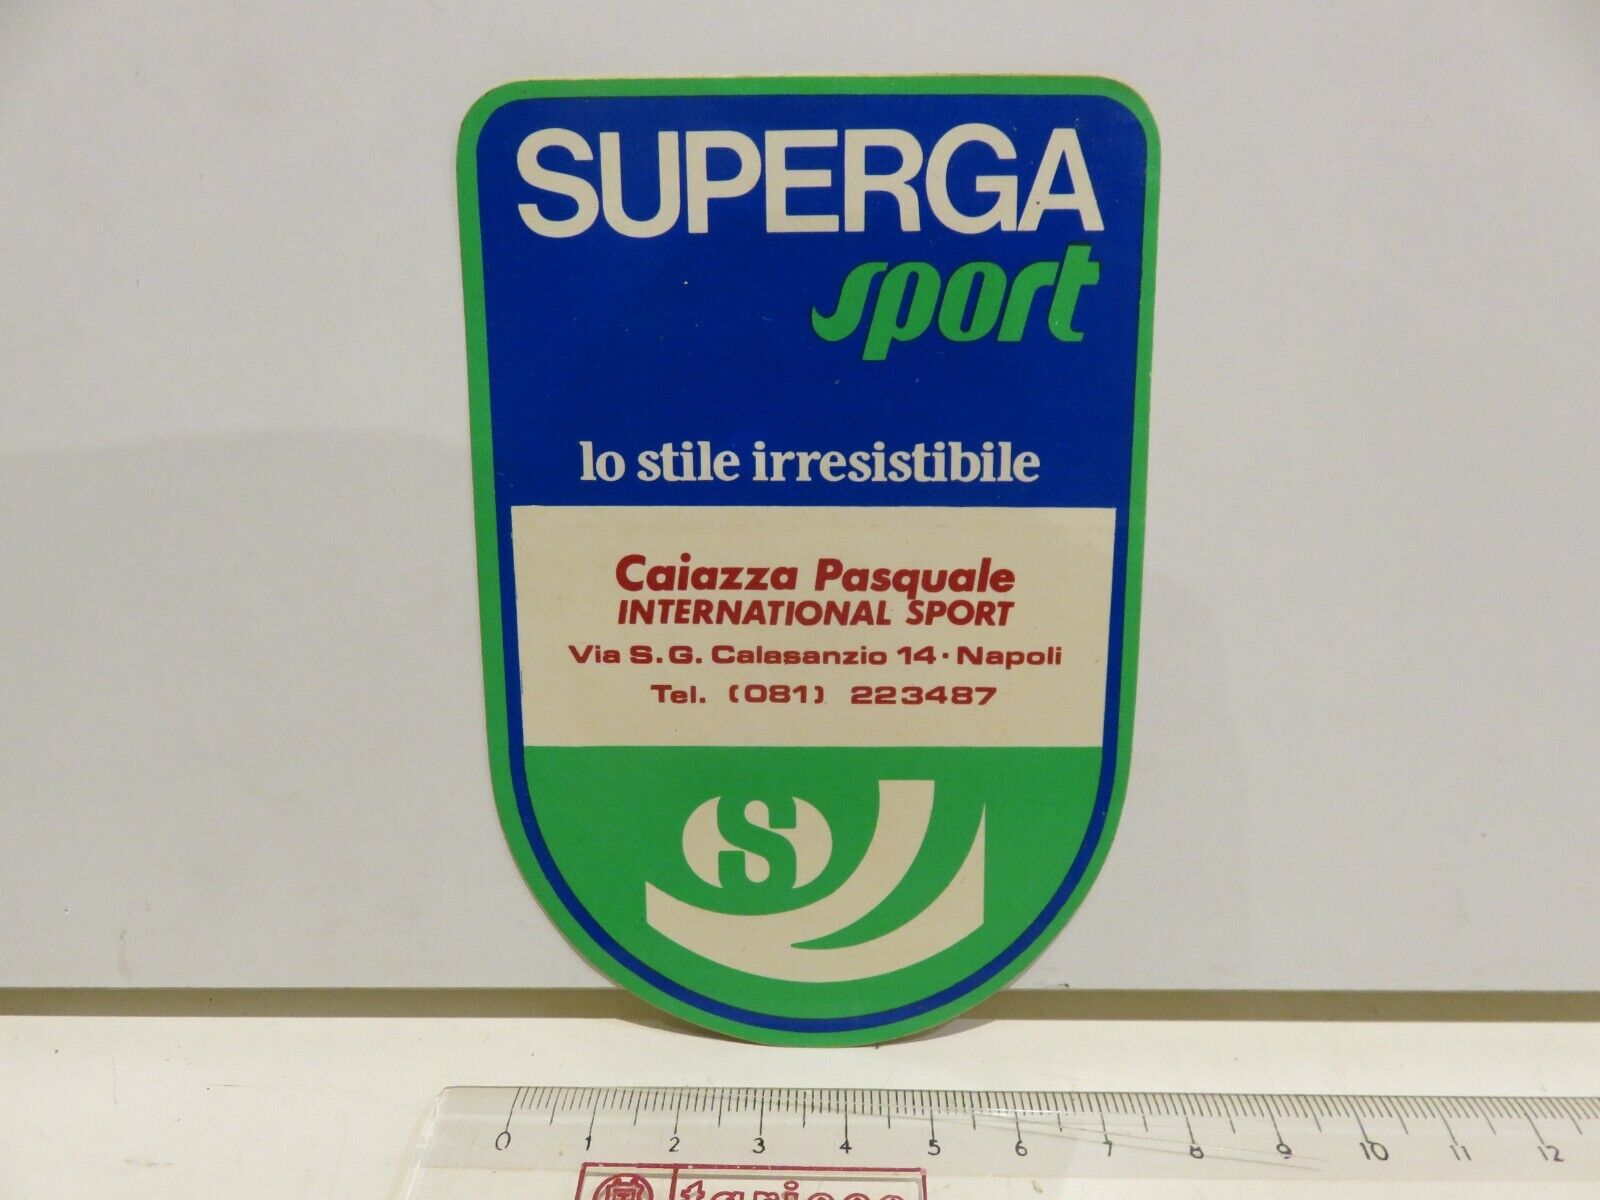 SUPERGA
sport
lo stile irresistibile
Caiazza Pasquale
INTERNATIONAL SPORT
Via S. G. Calasanzio 14 · Napoli
Tel. (081) 223487
S
0 1 2 3 4 5 6 7 8 9 10 11 12